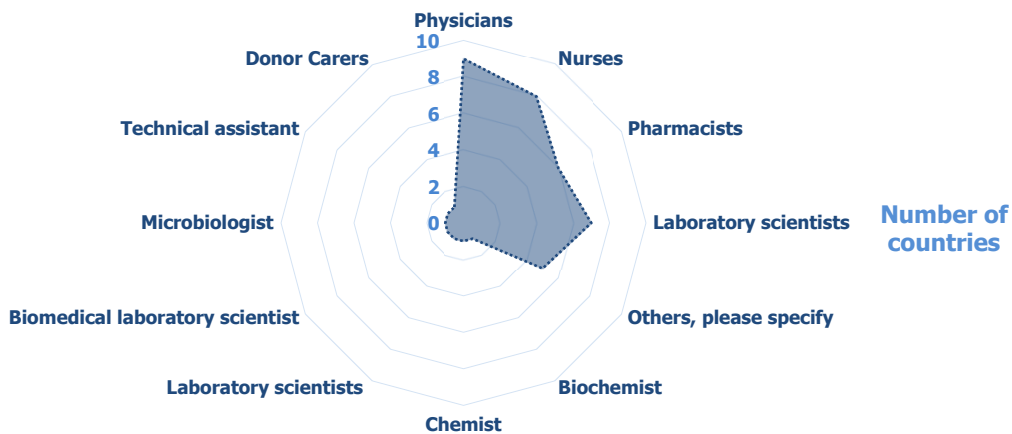 Physicians
10
Donor Carers
Nurses
8
Technical assistant
6
Pharmacists
4
2
Microbiologist
0
Laboratory scientists
Number of
countries
Biomedical laboratory scientist
Others, please specify
Laboratory scientists
Biochemist
Chemist